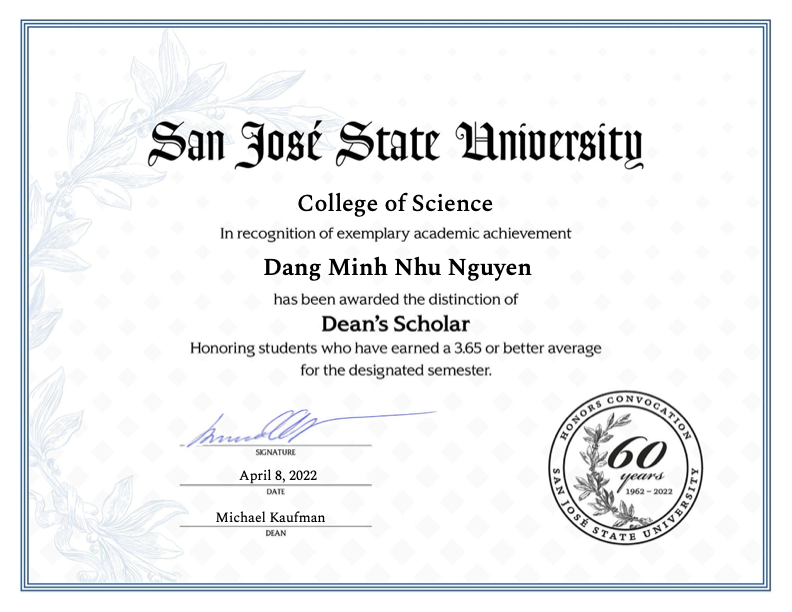 San José State University
College of Science
In recognition of exemplary academic achievement
Dang Minh Nhu Nguyen
has been awarded the distinction of
Dean's Scholar
Honoring students who have earned a 3.65 or better average
for the designated semester.
SIGNATURE
April 8, 2022
DATE
Michael Kaufman
DEAN
HONORS CONVOCATION
60
years
1962 – 2022
SAN JOSÉ STATE UNIVERSITY